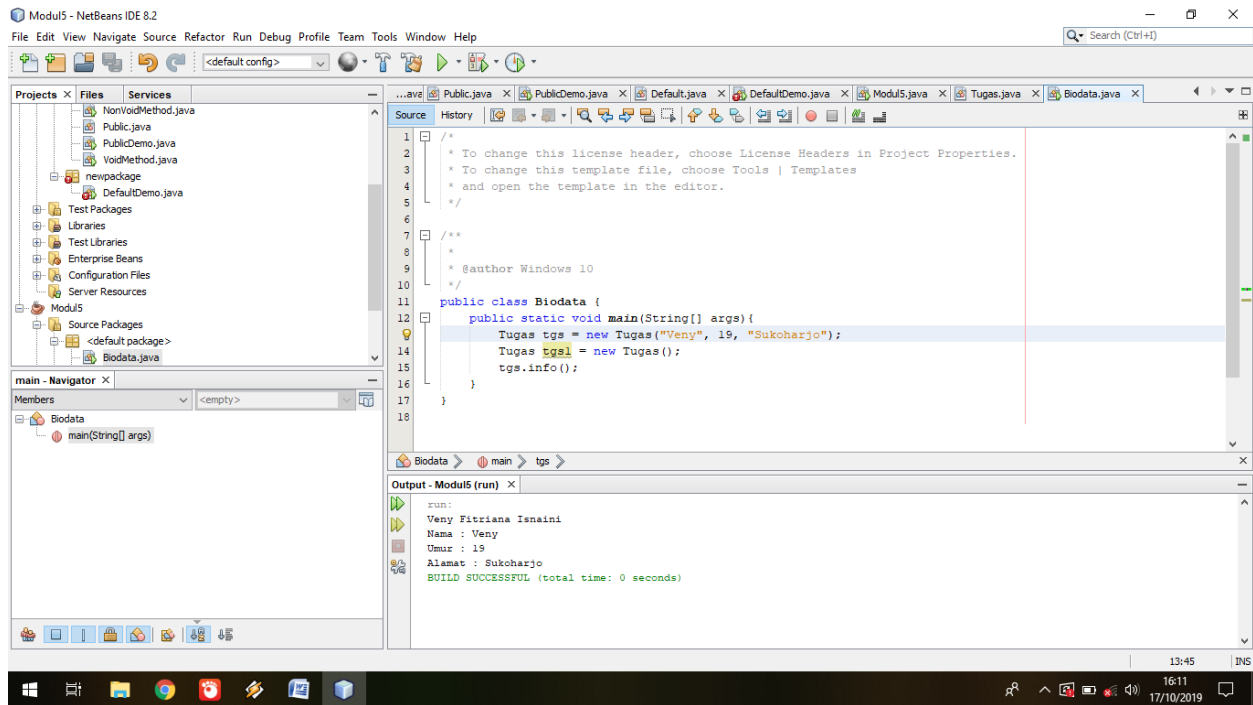 Modul5 - NetBeans IDE 8.2
File Edit View Navigate Source Refactor Run Debug Profile Team Tools Window Help
Search (Ctrl+I)
<default config>
Projects Files Services
NonVoidMethod.java
Public.java
PublicDemo.java
VoidMethod.java
newpackage
DefaultDemo.java
Test Packages
Libraries
Test Libraries
Enterprise Beans
Configuration Files
Server Resources
Modul5
Source Packages
<default package>
Biodata.java
main - Navigator
Members <empty>
Biodata
main(String[] args)
...ava Public.java PublicDemo.java Default.java DefaultDemo.java Modul5.java Tugas.java Biodata.java
Source History
1 /*
2 * To change this license header, choose License Headers in Project Properties.
3 * To change this template file, choose Tools | Templates
4 * and open the template in the editor.
5 */
6
7 /**
8 *
9 * @author Windows 10
10 */
11 public class Biodata {
12 public static void main(String[] args){
Tugas tgs = new Tugas("Veny", 19, "Sukoharjo");
14 Tugas tgs1 = new Tugas();
15 tgs.info();
16 }
17 }
18
Biodata main tgs
Output - Modul5 (run)
run:
Veny Fitriana Isnaini
Nama : Veny
Umur : 19
Alamat : Sukoharjo
BUILD SUCCESSFUL (total time: 0 seconds)
13:45 INS
16:11
17/10/2019